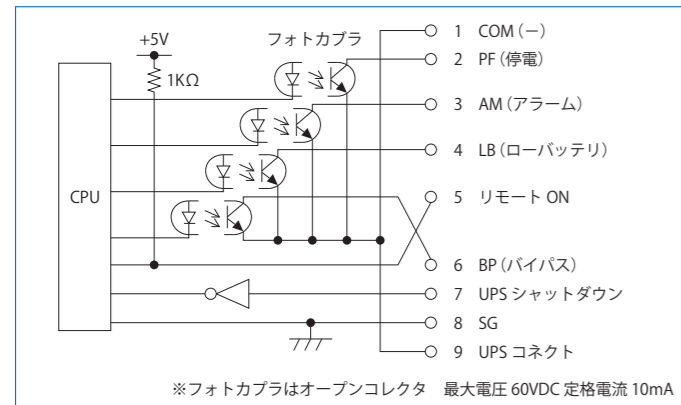 +5V
フォトカブラ
1KΩ
CPU
1 COM(−)
2 PF(停電)
3 AM(アラーム)
4 LB(ローバッテリ)
5 リモート ON
6 BP(バイパス)
7 UPS シャットダウン
8 SG
9 UPS コネクト
※フォトカプラはオープンコレクタ 最大電圧 60VDC 定格電流 10mA